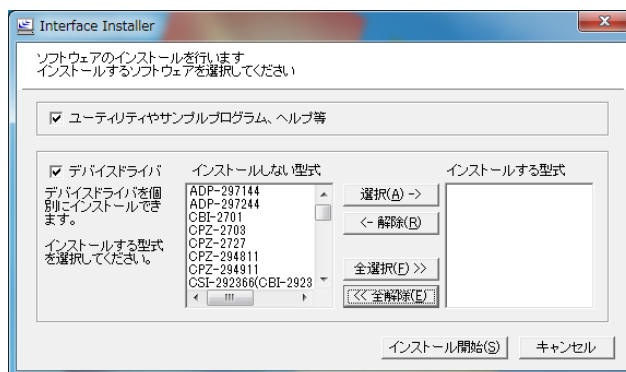 Interface Installer
ソフトウェアのインストールを行います
インストールするソフトウェアを選択してください
ユーティリティやサンプルプログラム、ヘルプ等
デバイスドライバ
デバイスドライバを個
別にインストールでき
ます。
インストールする型式
を選択してください。
インストールしない型式
ADP-297144
ADP-297244
CBI-2701
CPZ-2703
CPZ-2727
CPZ-294811
CPZ-294911
CSI-292366(CBI-2923
選択(A) ->
<- 解除(R)
全選択(F) >>
<< 全解除(E)
インストールする型式
インストール開始(S)
キャンセル